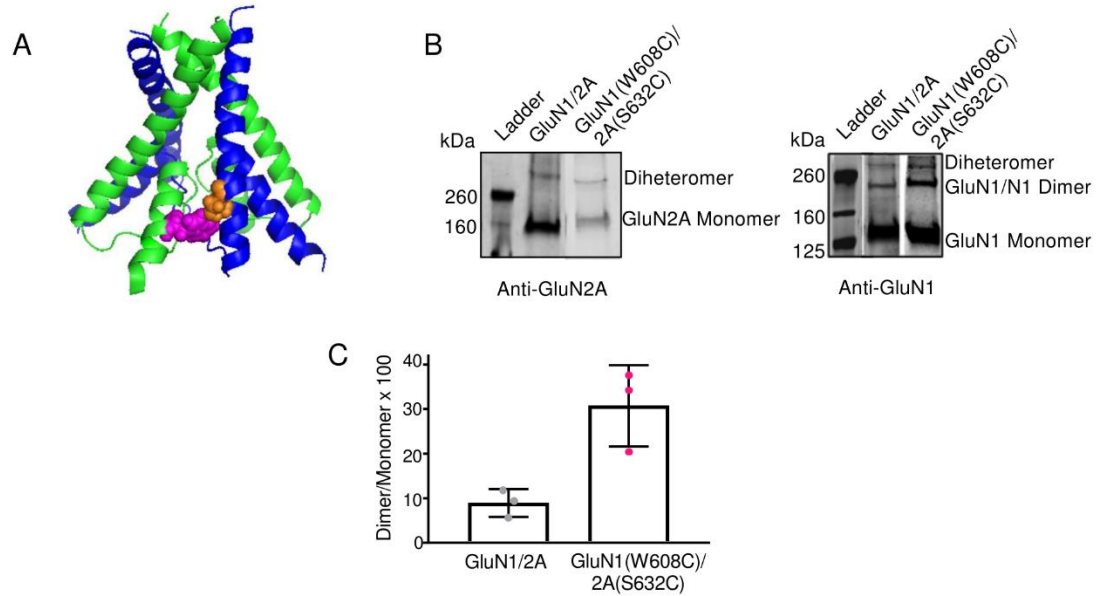 A
B
kDa
Ladder
GluN1/2A
GluN1(W608C)/
2A(S632C)
260
160
Diheteromer
GluN2A Monomer
Anti-GluN2A
kDa
Ladder
GluN1/2A
GluN1(W608C)/
2A(S632C)
260
160
125
Diheteromer
GluN1/N1 Dimer
GluN1 Monomer
Anti-GluN1
C
Dimer/Monomer x 100
40
30
20
10
0
GluN1/2A
GluN1(W608C)/
2A(S632C)